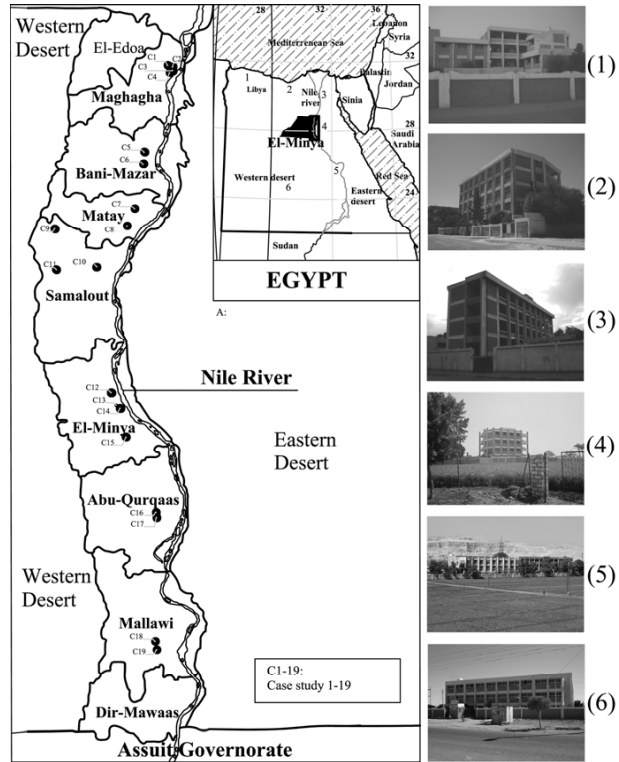 Western
Desert
El-Edoa
C1
C2
C3
C4
Maghagha
C5
C6
Bani-Mazar
C7
Matay
C8
C9
C10
C11
Samalout
Nile River
C12
C13
C14
El-Minya
C15
Eastern
Desert
Abu-Qurqaas
C16
C17
Western
Desert
Mallawi
C18
C19
C1-19:
Case study 1-19
Dir-Mawaas
Assuit Governorate
28
32
36
Lebanon
Syria
Mediterranean Sea
32
Palastin
Jordan
1
Libya
2
Nile
river
3
Sinia
4
El-Minya
28
Saudi
Arabia
Western desert
6
5
Eastern
desert
Red Sea
24
Sudan
EGYPT
A:
(1)
(2)
(3)
(4)
(5)
(6)